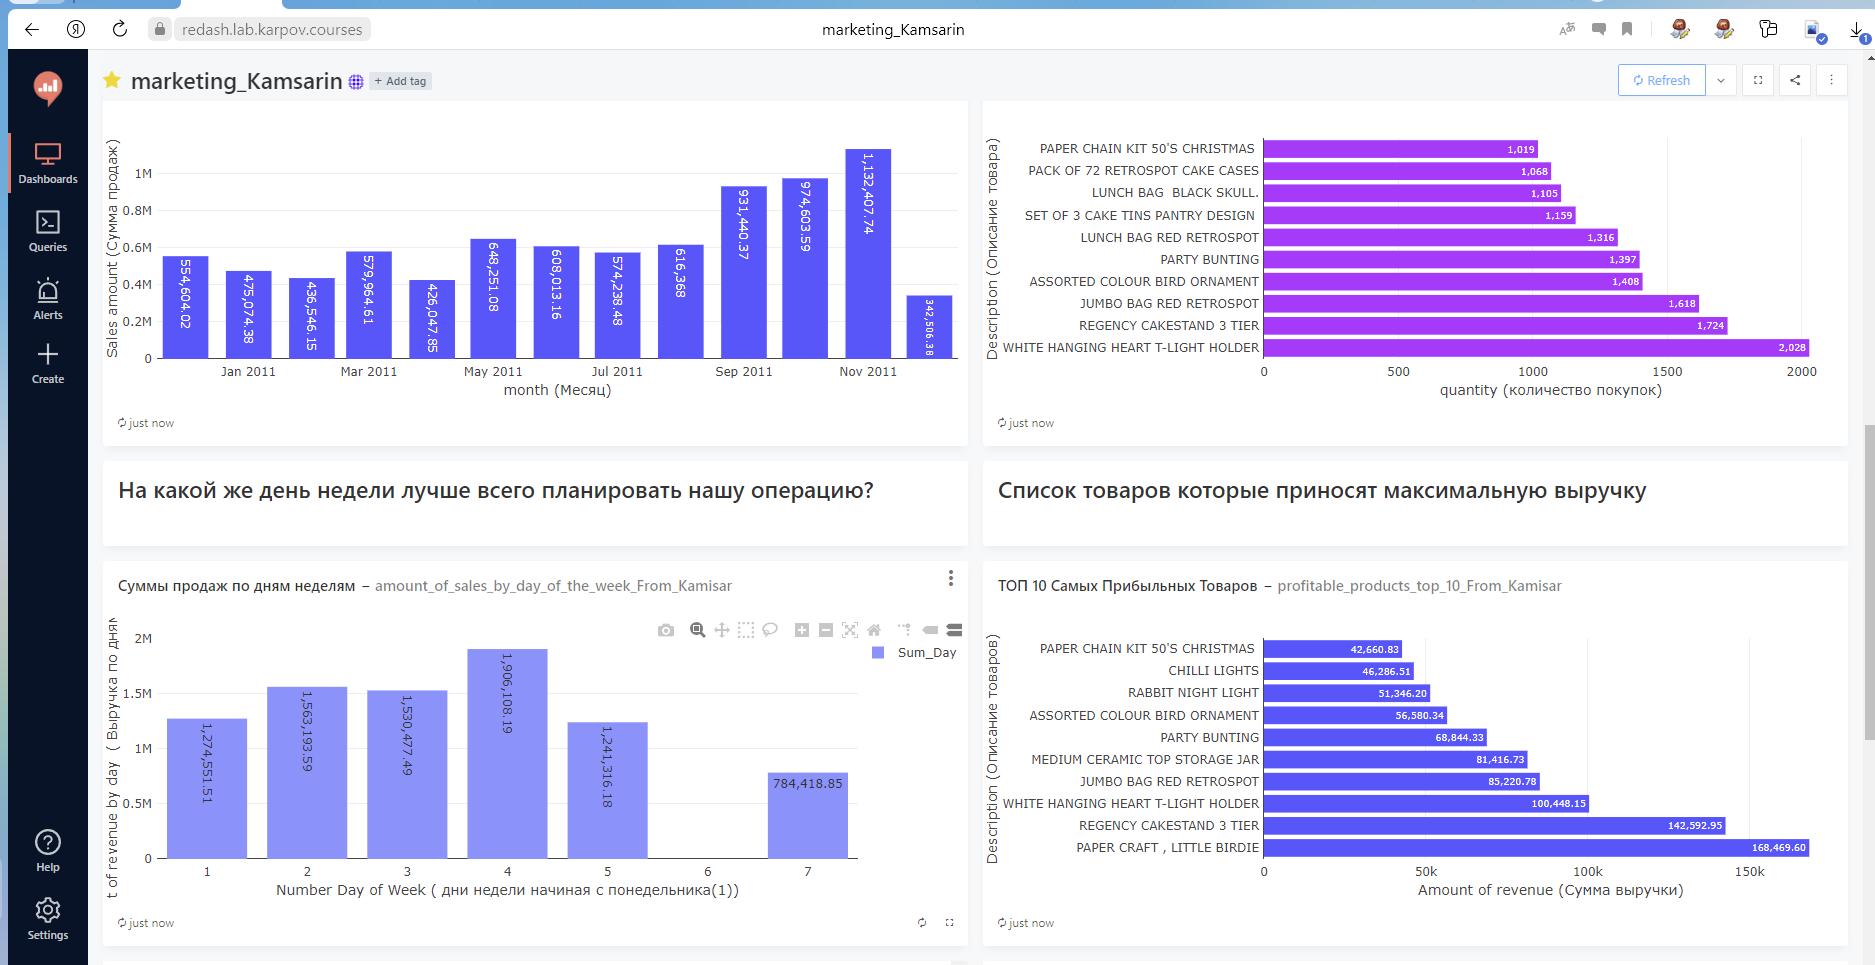 redash.lab.karpov.courses
marketing_Kamsarin
1
marketing_Kamsarin
+ Add tag
Refresh
Dashboards
Queries
Alerts
Create
Help
Settings
Sales amount (Сумма продаж)
1M
0.8M
0.6M
0.4M
0.2M
0
554,604.02
475,074.38
436,546.15
579,964.61
426,047.85
648,251.08
608,013.16
574,238.48
616,368
931,440.37
974,603.59
1,132,407.74
342,506.38
Jan 2011
Mar 2011
May 2011
Jul 2011
Sep 2011
Nov 2011
month (Месяц)
just now
Description (Описание товара)
PAPER CHAIN KIT 50'S CHRISTMAS 1,019
PACK OF 72 RETROSPOT CAKE CASES 1,068
LUNCH BAG BLACK SKULL. 1,105
SET OF 3 CAKE TINS PANTRY DESIGN 1,159
LUNCH BAG RED RETROSPOT 1,316
PARTY BUNTING 1,397
ASSORTED COLOUR BIRD ORNAMENT 1,408
JUMBO BAG RED RETROSPOT 1,618
REGENCY CAKESTAND 3 TIER 1,724
WHITE HANGING HEART T-LIGHT HOLDER 2,028
0 500 1000 1500 2000
quantity (количество покупок)
just now
На какой же день недели лучше всего планировать нашу операцию?
Список товаров которые приносят максимальную выручку
Суммы продаж по дням неделям – amount_of_sales_by_day_of_the_week_From_Kamisar
t of revenue by day ( Выручка по дням
2M
1.5M
1M
0.5M
0
Sum_Day
1,274,551.51
1,563,193.59
1,530,477.49
1,906,108.19
1,241,316.18
784,418.85
1 2 3 4 5 6 7
Number Day of Week ( дни недели начиная с понедельника(1))
just now
ТОП 10 Самых Прибыльных Товаров – profitable_products_top_10_From_Kamisar
Description (Описание товаров)
PAPER CHAIN KIT 50'S CHRISTMAS 42,660.83
CHILLI LIGHTS 46,286.51
RABBIT NIGHT LIGHT 51,346.20
ASSORTED COLOUR BIRD ORNAMENT 56,580.34
PARTY BUNTING 68,844.33
MEDIUM CERAMIC TOP STORAGE JAR 81,416.73
JUMBO BAG RED RETROSPOT 85,220.78
WHITE HANGING HEART T-LIGHT HOLDER 100,448.15
REGENCY CAKESTAND 3 TIER 142,592.95
PAPER CRAFT , LITTLE BIRDIE 168,469.60
0 50k 100k 150k
Amount of revenue (Сумма выручки)
just now